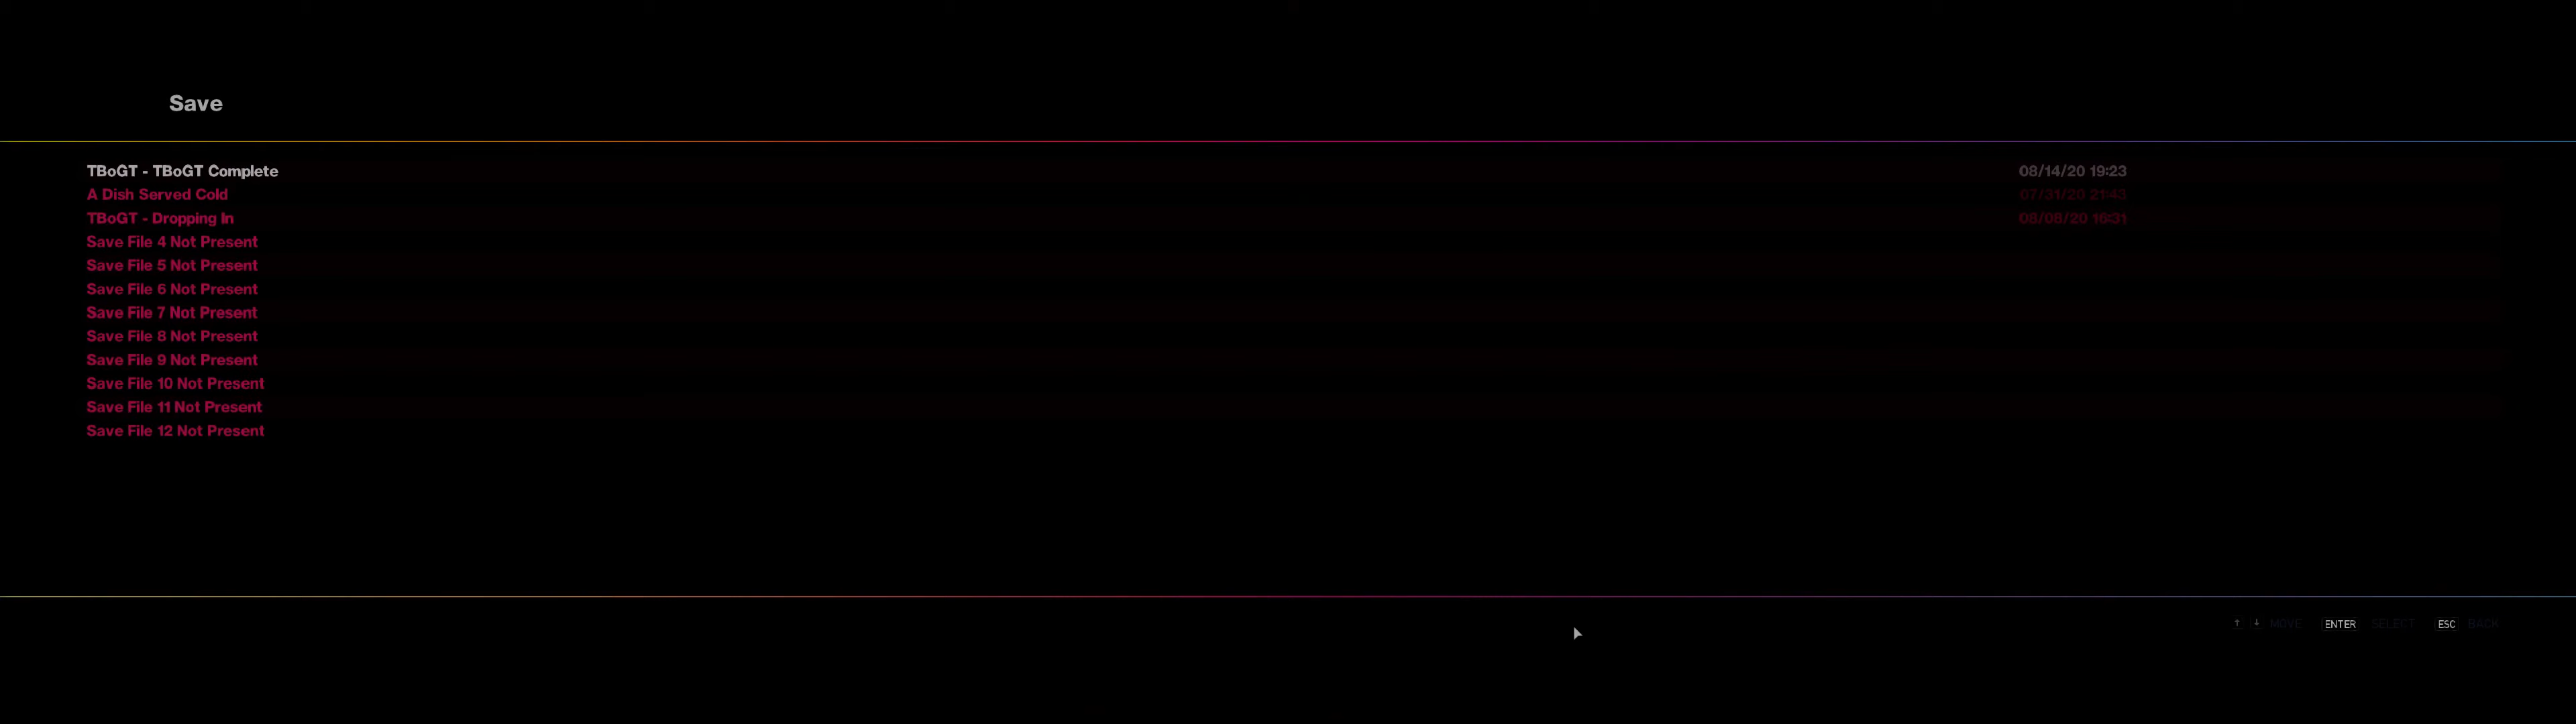 Save
TBoGT - TBoGT Complete 08/14/20 19:23
A Dish Served Cold 07/31/20 21:43
TBoGT - Dropping In 08/08/20 16:31
Save File 4 Not Present
Save File 5 Not Present
Save File 6 Not Present
Save File 7 Not Present
Save File 8 Not Present
Save File 9 Not Present
Save File 10 Not Present
Save File 11 Not Present
Save File 12 Not Present
↑ ↓ MOVE ENTER SELECT ESC BACK